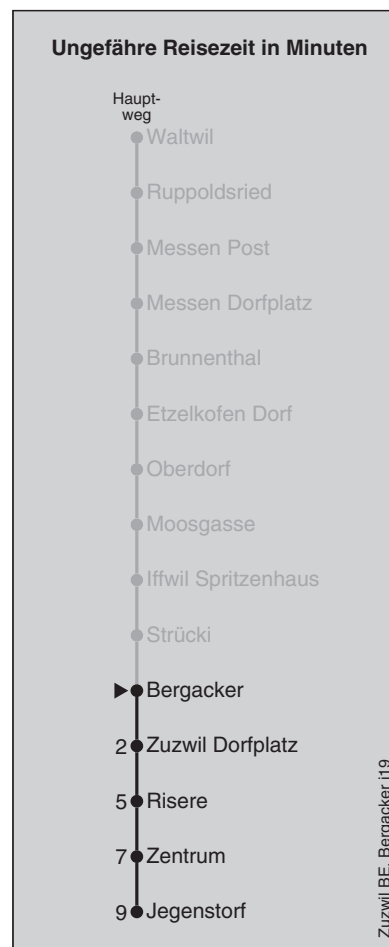 Ungefähre Reisezeit in Minuten
Haupt-
weg
Waltwil
Ruppoldsried
Messen Post
Messen Dorfplatz
Brunnenthal
Etzelkofen Dorf
Oberdorf
Moosgasse
Iffwil Spritzenhaus
Strücki
Bergacker
2 Zuzwil Dorfplatz
5 Risere
7 Zentrum
9 Jegenstorf
Zuzwil BE, Bergacker j19